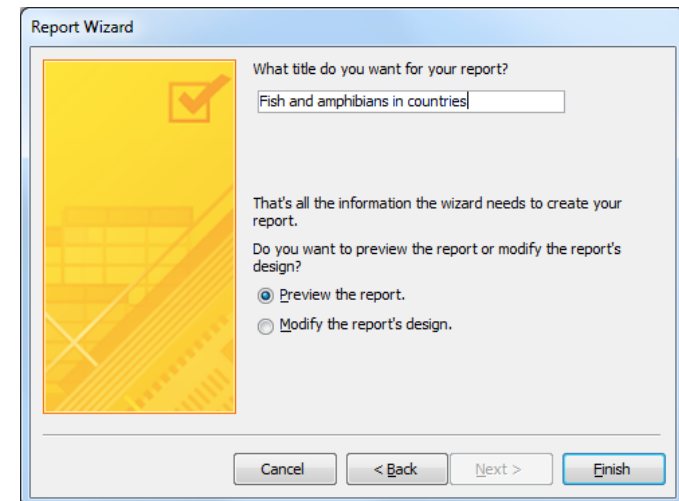 Report Wizard
What title do you want for your report?
Fish and amphibians in countries
That's all the information the wizard needs to create your
report.
Do you want to preview the report or modify the report's
design?
Preview the report.
Modify the report's design.
Cancel
< Back
Next >
Finish